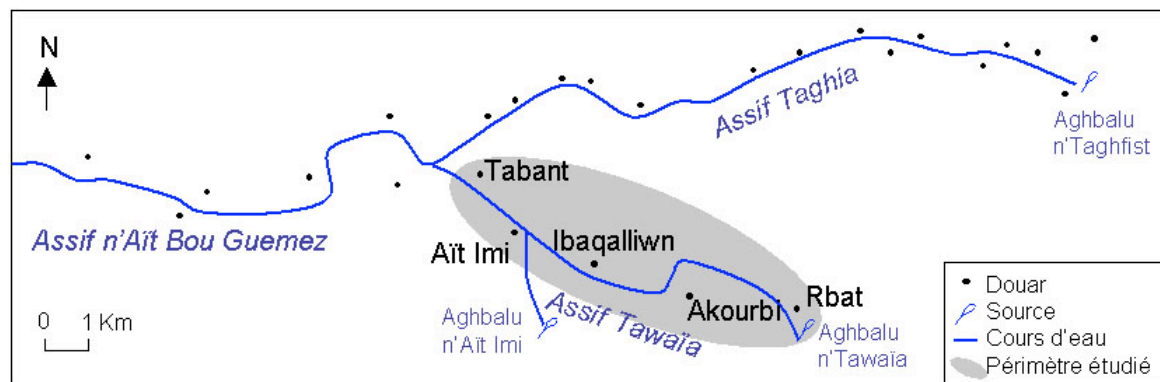 N
Assif Taghia
Aghbalu
n'Taghfist
Tabant
Assif n'Aït Bou Guemez
Aït Imi
Ibaqalliwn
Akourbi
Rbat
Assif Tawaïa
Aghbalu
n'Aït Imi
Aghbalu
n'Tawaïa
0 1 Km
Douar
Source
Cours d'eau
Périmètre étudié